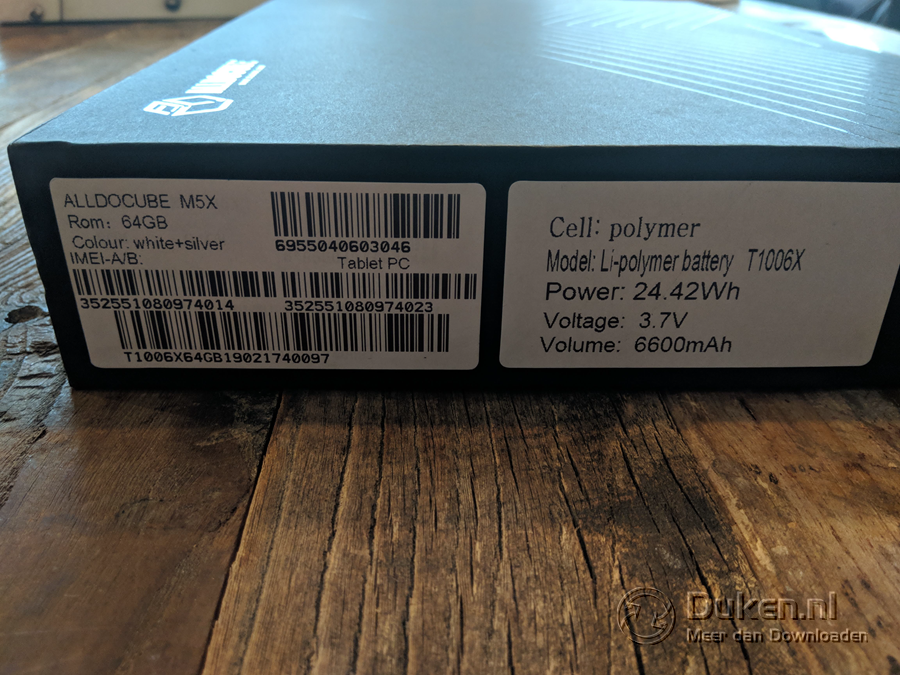 ALLDOCUBE M5X
Rom: 64GB
Colour: white+silver
IMEI-A/B:
6955040603046
Tablet PC
352551080974014 352551080974023
T1006X64GB19021740097
Cell: polymer
Model: Li-polymer battery T1006X
Power: 24.42Wh
Voltage: 3.7V
Volume: 6600mAh
Duken.nl
Meer dan Downloaden